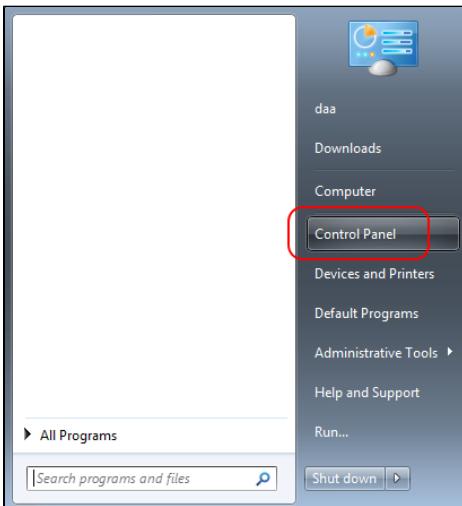 daa
Downloads
Computer
Control Panel
Devices and Printers
Default Programs
Administrative Tools
Help and Support
All Programs
Run...
Search programs and files
Shut down